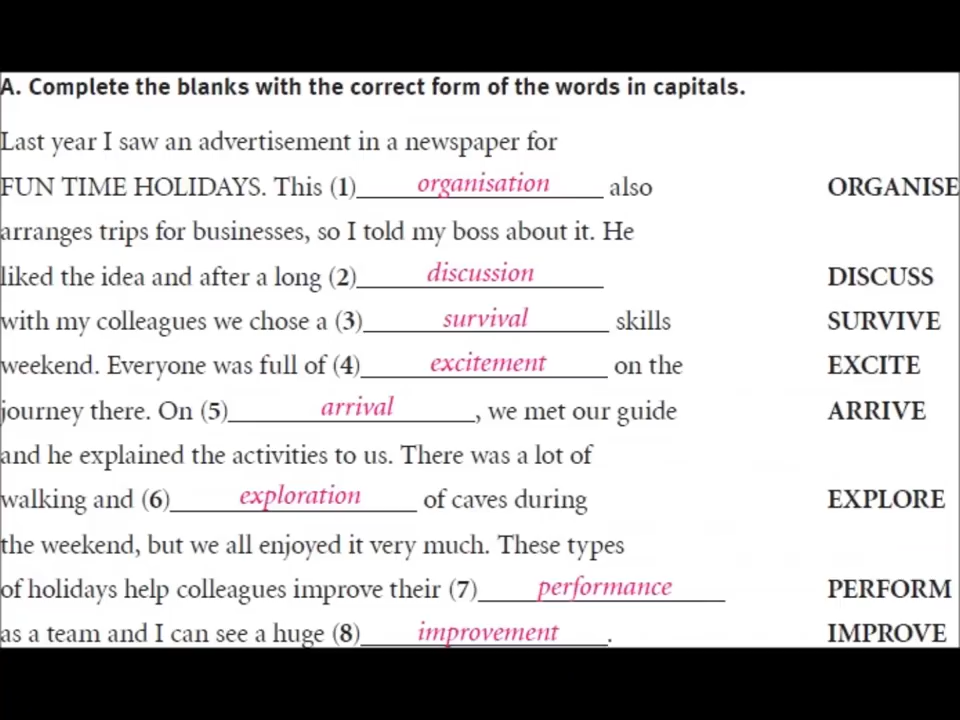 A. Complete the blanks with the correct form of the words in capitals.
Last year I saw an advertisement in a newspaper for
FUN TIME HOLIDAYS. This (1) organisation also ORGANISE
arranges trips for businesses, so I told my boss about it. He
liked the idea and after a long (2) discussion DISCUSS
with my colleagues we chose a (3) survival skills SURVIVE
weekend. Everyone was full of (4) excitement on the EXCITE
journey there. On (5) arrival, we met our guide ARRIVE
and he explained the activities to us. There was a lot of
walking and (6) exploration of caves during EXPLORE
the weekend, but we all enjoyed it very much. These types
of holidays help colleagues improve their (7) performance PERFORM
as a team and I can see a huge (8) improvement. IMPROVE